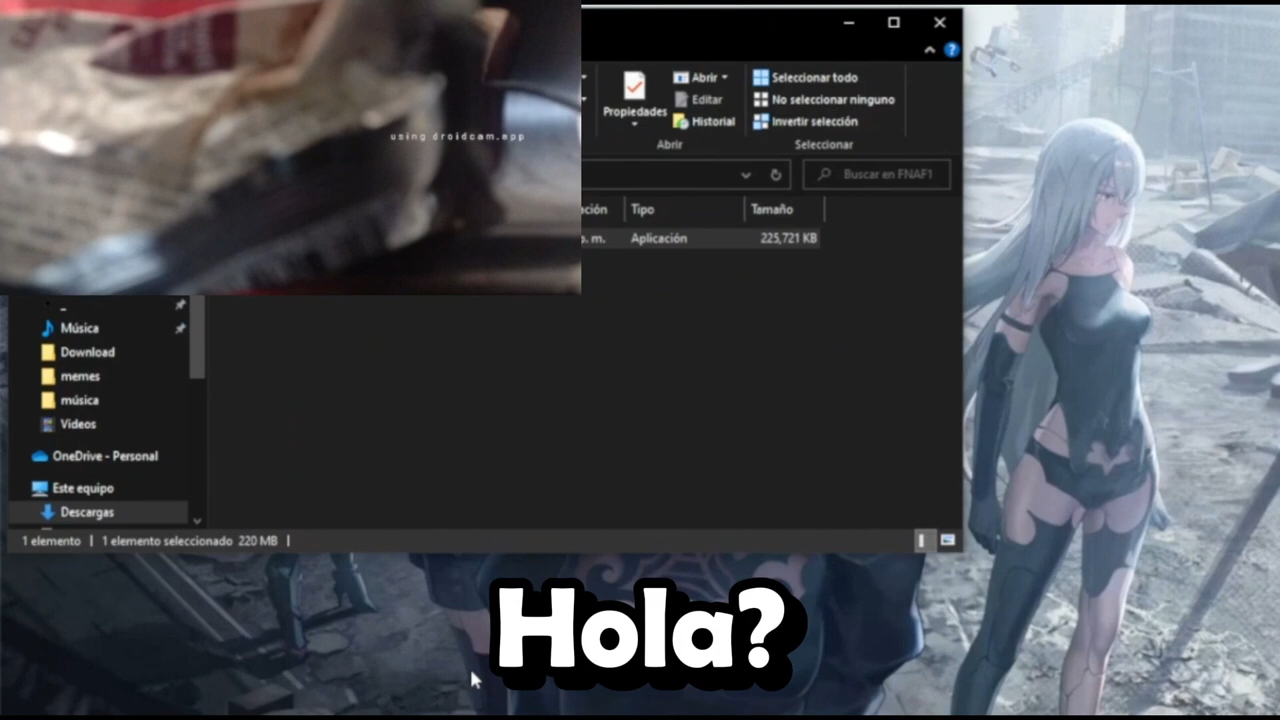 using droidcam.app
Abrir
Seleccionar todo
Propiedades
Editar
No seleccionar ninguno
Historial
Invertir selección
Abrir
Seleccionar
Buscar en FNAF1
ación
Tipo
Tamaño
p. m.
Aplicación
225,721 KB
Música
Download
memes
música
Videos
OneDrive - Personal
Este equipo
Descargas
1 elemento
1 elemento seleccionado 220 MB
Hola?